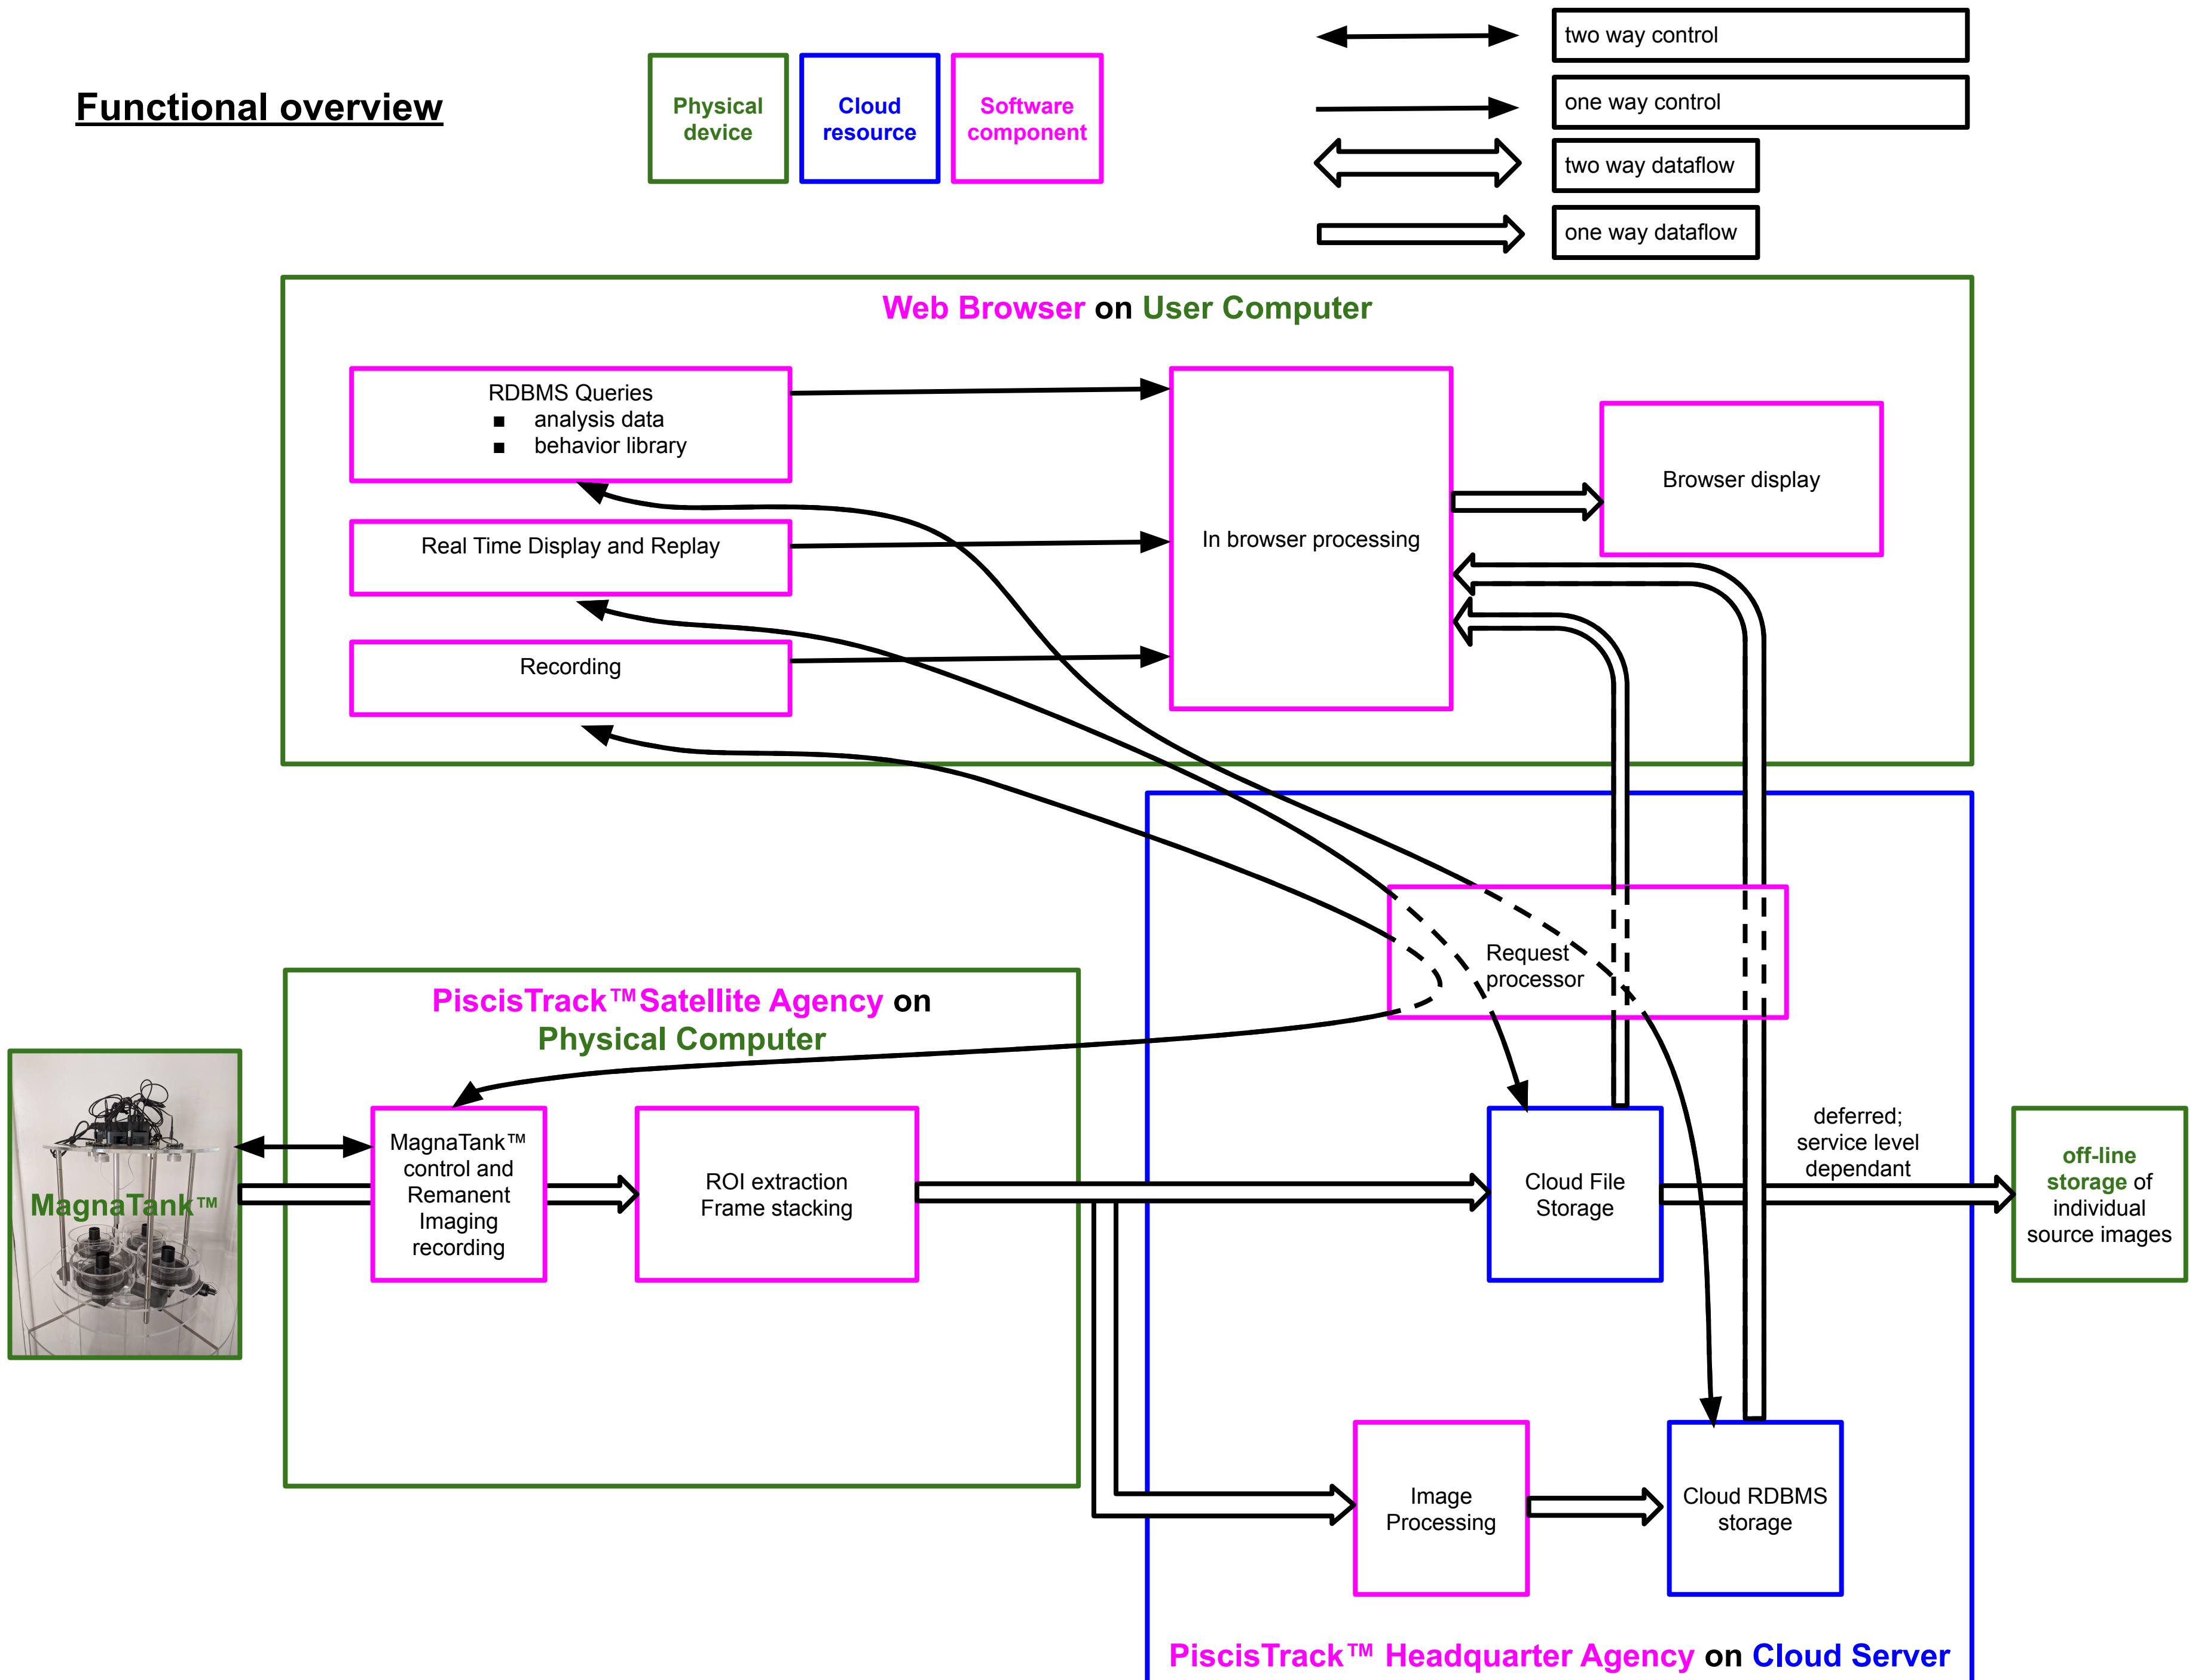 Functional overview
Physical
device
Cloud
resource
Software
component
two way control
one way control
two way dataflow
one way dataflow
Web Browser on User Computer
RDBMS Queries
■ analysis data
■ behavior library
Real Time Display and Replay
Recording
In browser processing
Browser display
Request
processor
PiscisTrack™Satellite Agency on
Physical Computer
MagnaTank™
MagnaTank™
control and
Remanent
Imaging
recording
ROI extraction
Frame stacking
Cloud File
Storage
deferred;
service level
dependant
off-line
storage of
individual
source images
Image
Processing
Cloud RDBMS
storage
PiscisTrack™ Headquarter Agency on Cloud Server